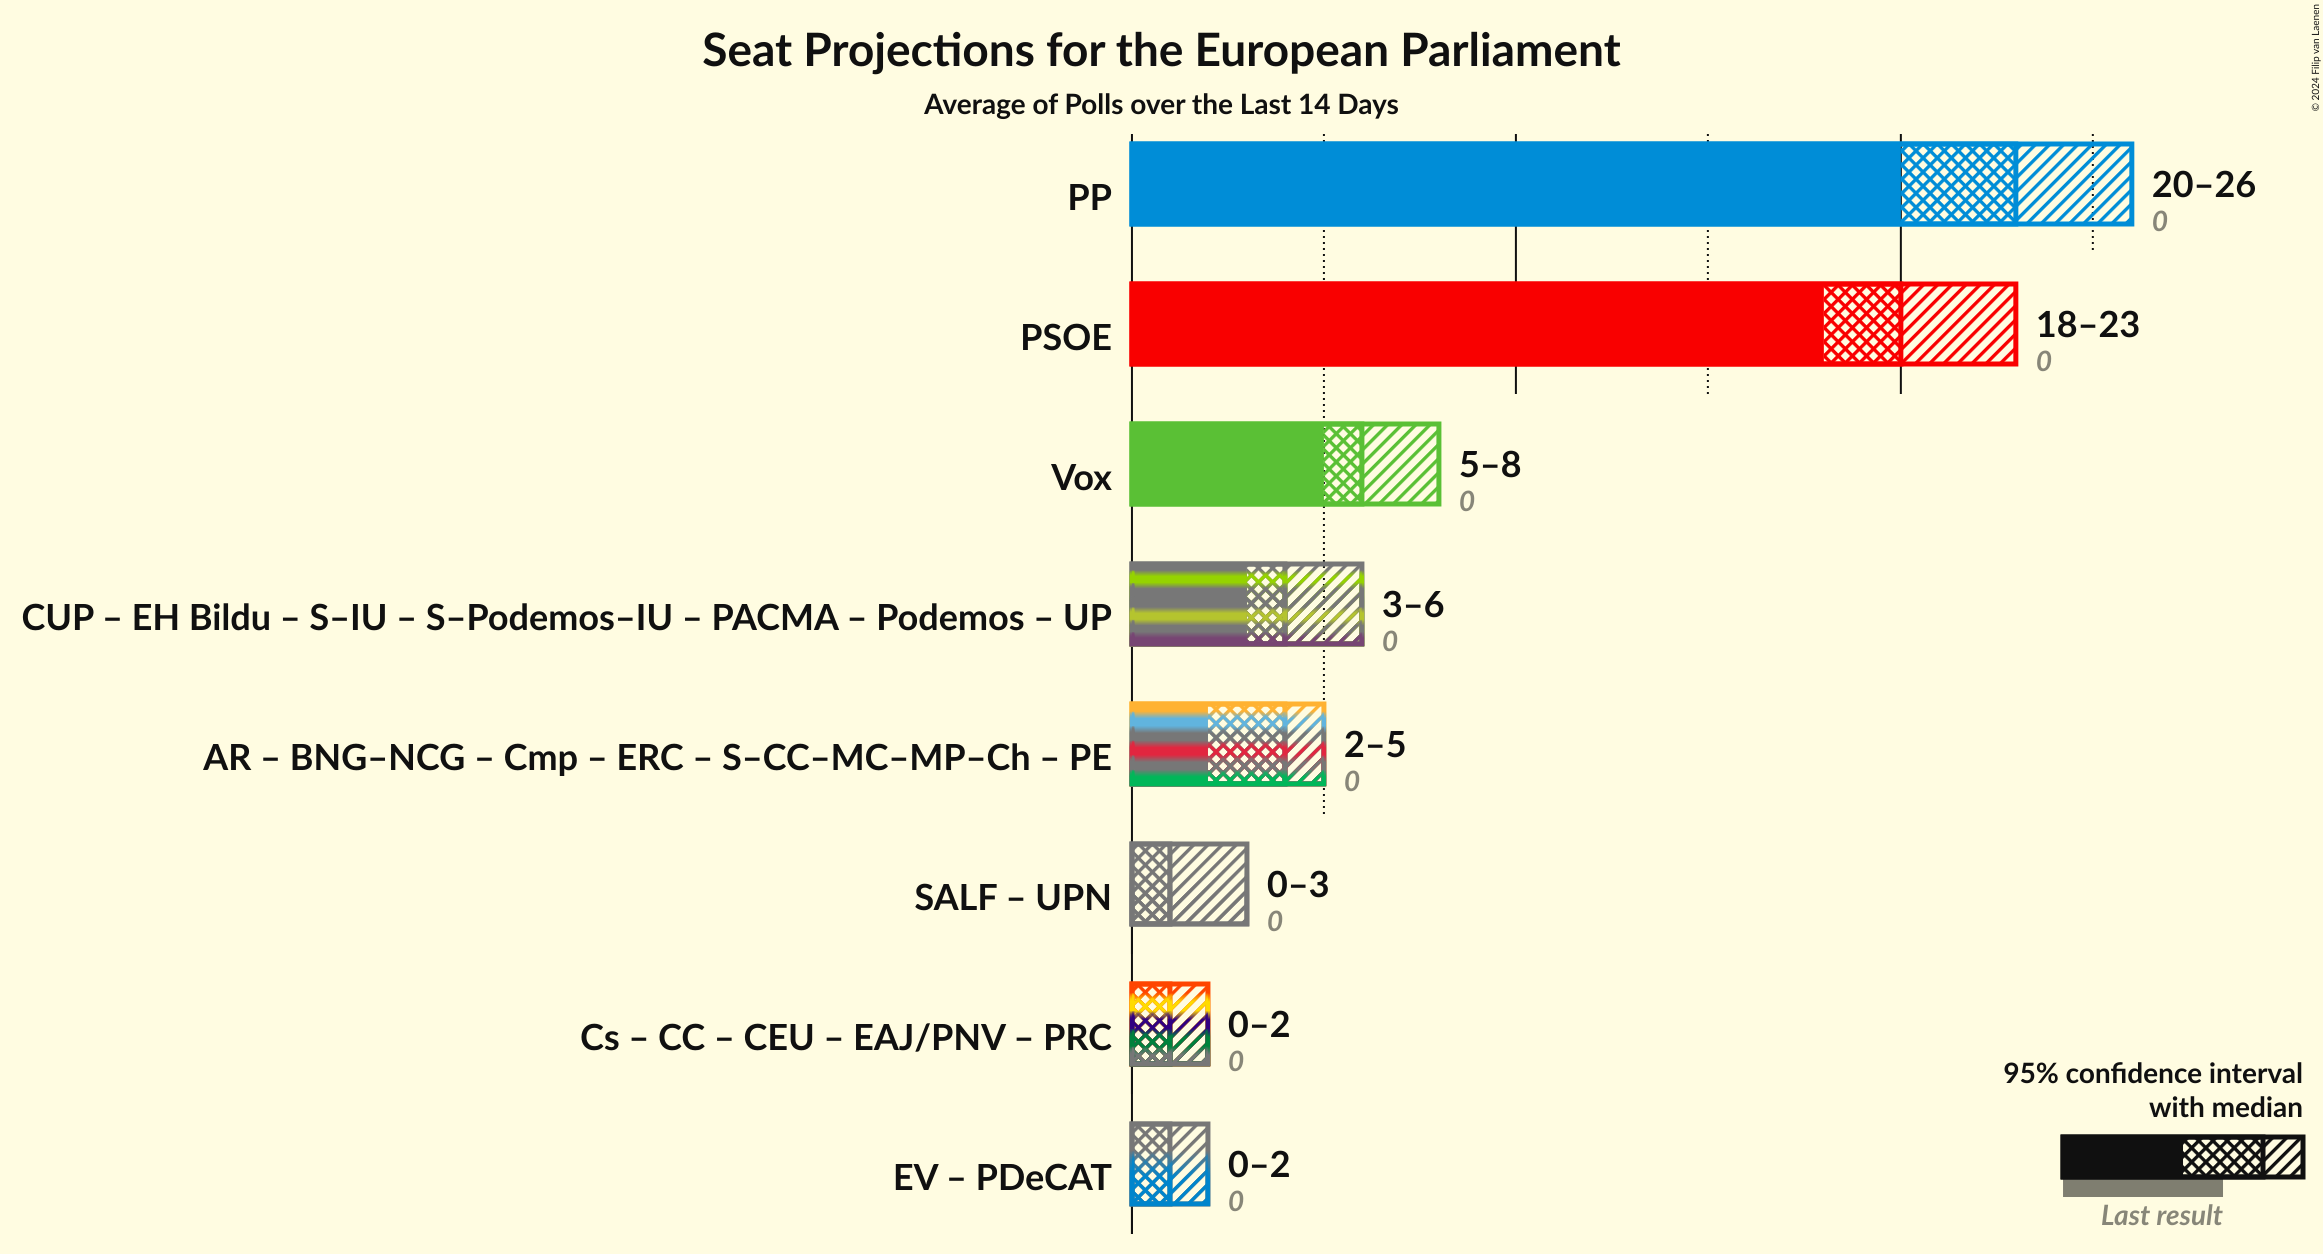 Seat Projections for the European Parliament
Average of Polls over the Last 14 Days
© 2024 Filip van Laenen
PP
20–26
0
PSOE
18–23
0
Vox
5–8
0
CUP – EH Bildu – S–IU – S–Podemos–IU – PACMA – Podemos – UP
3–6
0
AR – BNG–NCG – Cmp – ERC – S–CC–MC–MP–Ch – PE
2–5
0
SALF – UPN
0–3
0
Cs – CC – CEU – EAJ/PNV – PRC
0–2
0
EV – PDeCAT
0–2
0
95% confidence interval
with median
Last result